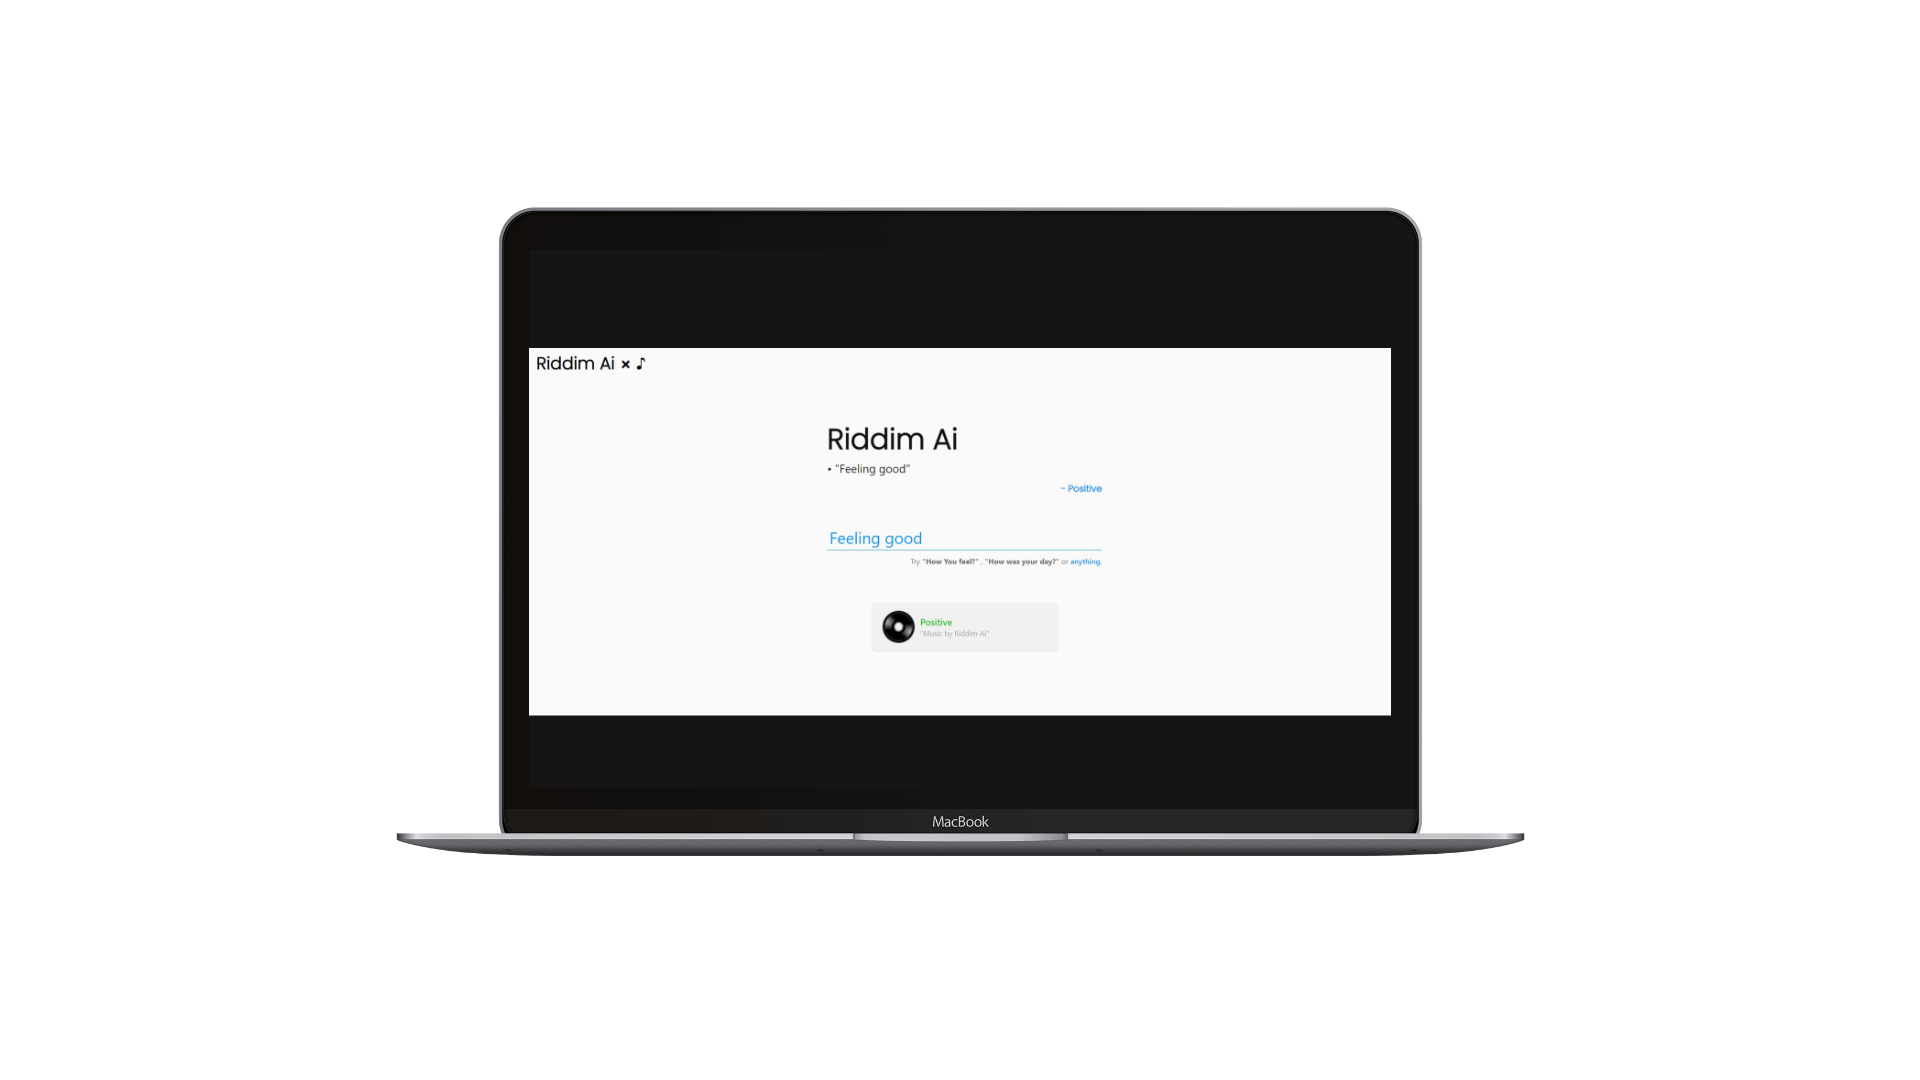 Riddim Ai × ♪
Riddim Ai
• "Feeling good"
- Positive
Feeling good
Try "How You feel?" , "How was your day?" or anything.
Positive
"Music by Riddim Ai"
MacBook